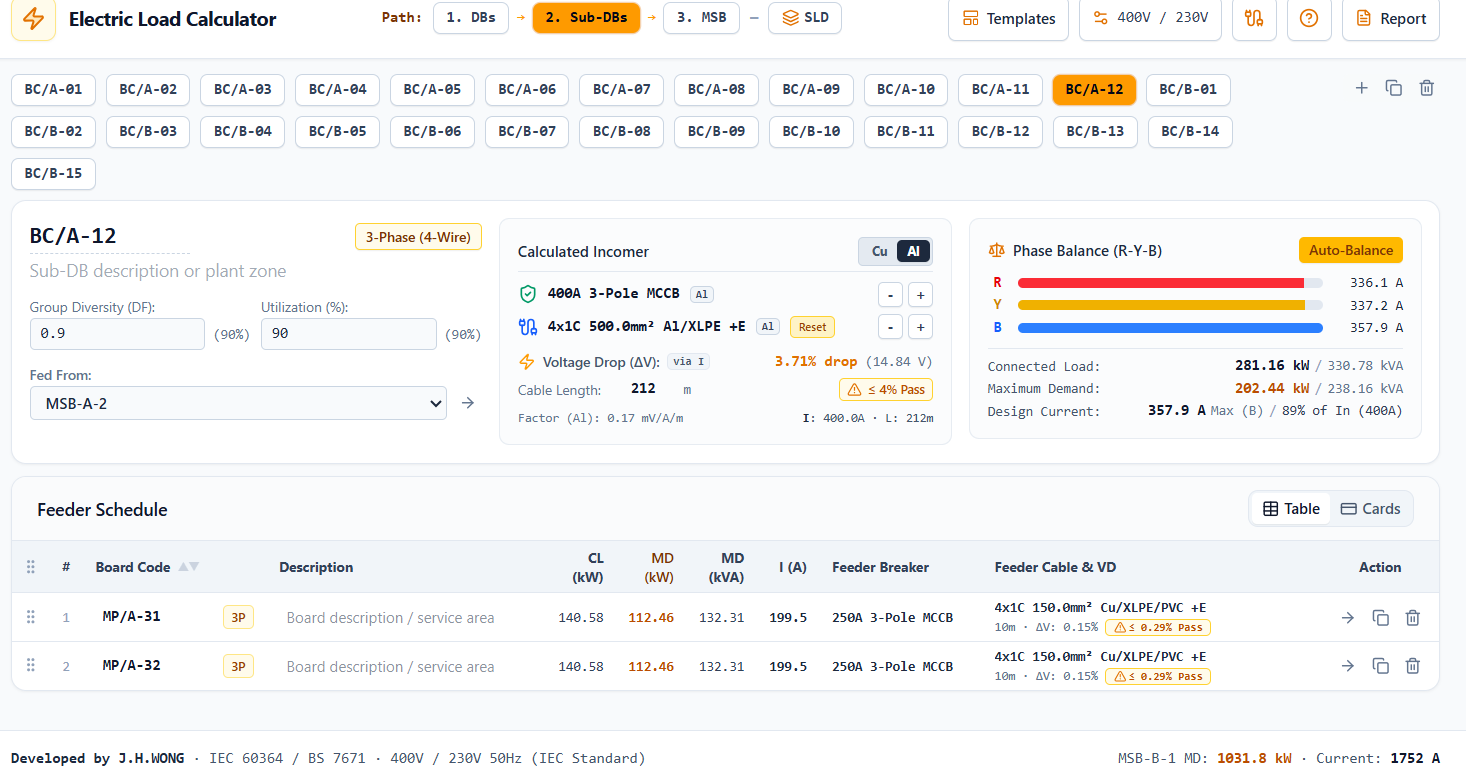 Electric Load Calculator Path: 1. DBs → 2. Sub-DBs → 3. MSB — SLD Templates 400V / 230V Report
BC/A-01 BC/A-02 BC/A-03 BC/A-04 BC/A-05 BC/A-06 BC/A-07 BC/A-08 BC/A-09 BC/A-10 BC/A-11 BC/A-12 BC/B-01
BC/B-02 BC/B-03 BC/B-04 BC/B-05 BC/B-06 BC/B-07 BC/B-08 BC/B-09 BC/B-10 BC/B-11 BC/B-12 BC/B-13 BC/B-14
BC/B-15
BC/A-12 3-Phase (4-Wire)
Sub-DB description or plant zone
Group Diversity (DF): Utilization (%):
0.9 (90%) 90 (90%)
Fed From:
MSB-A-2 →
Calculated Incomer Cu Al
400A 3-Pole MCCB Al - +
4x1C 500.0mm² Al/XLPE +E Al Reset - +
Voltage Drop (ΔV): via I 3.71% drop (14.84 V)
Cable Length: 212 m ≤ 4% Pass
Factor (Al): 0.17 mV/A/m I: 400.0A · L: 212m
Phase Balance (R-Y-B) Auto-Balance
R 336.1 A
Y 337.2 A
B 357.9 A
Connected Load: 281.16 kW / 330.78 kVA
Maximum Demand: 202.44 kW / 238.16 kVA
Design Current: 357.9 A Max (B) / 89% of In (400A)
Feeder Schedule Table Cards
# Board Code ▲▼ Description CL (kW) MD (kW) MD (kVA) I (A) Feeder Breaker Feeder Cable & VD Action
1 MP/A-31 3P Board description / service area 140.58 112.46 132.31 199.5 250A 3-Pole MCCB 4x1C 150.0mm² Cu/XLPE/PVC +E
10m · ΔV: 0.15% ≤ 0.29% Pass
2 MP/A-32 3P Board description / service area 140.58 112.46 132.31 199.5 250A 3-Pole MCCB 4x1C 150.0mm² Cu/XLPE/PVC +E
10m · ΔV: 0.15% ≤ 0.29% Pass
Developed by J.H.WONG · IEC 60364 / BS 7671 · 400V / 230V 50Hz (IEC Standard) MSB-B-1 MD: 1031.8 kW · Current: 1752 A